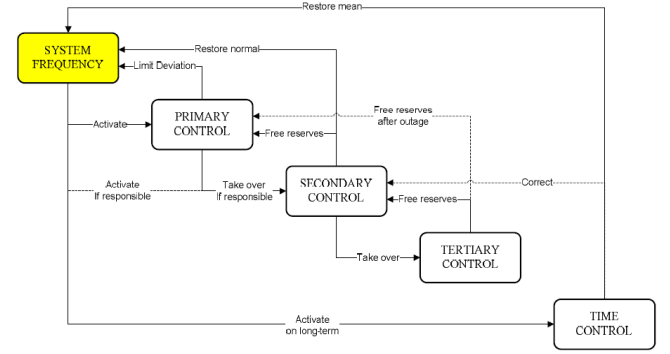 Restore mean
SYSTEM
FREQUENCY
Restore normal
Limit Deviation
PRIMARY
CONTROL
Activate
Free reserves
Free reserves
after outage
Activate
If responsible
Take over
If responsible
SECONDARY
CONTROL
Correct
Free reserves
Take over
TERTIARY
CONTROL
Activate
on long-term
TIME
CONTROL